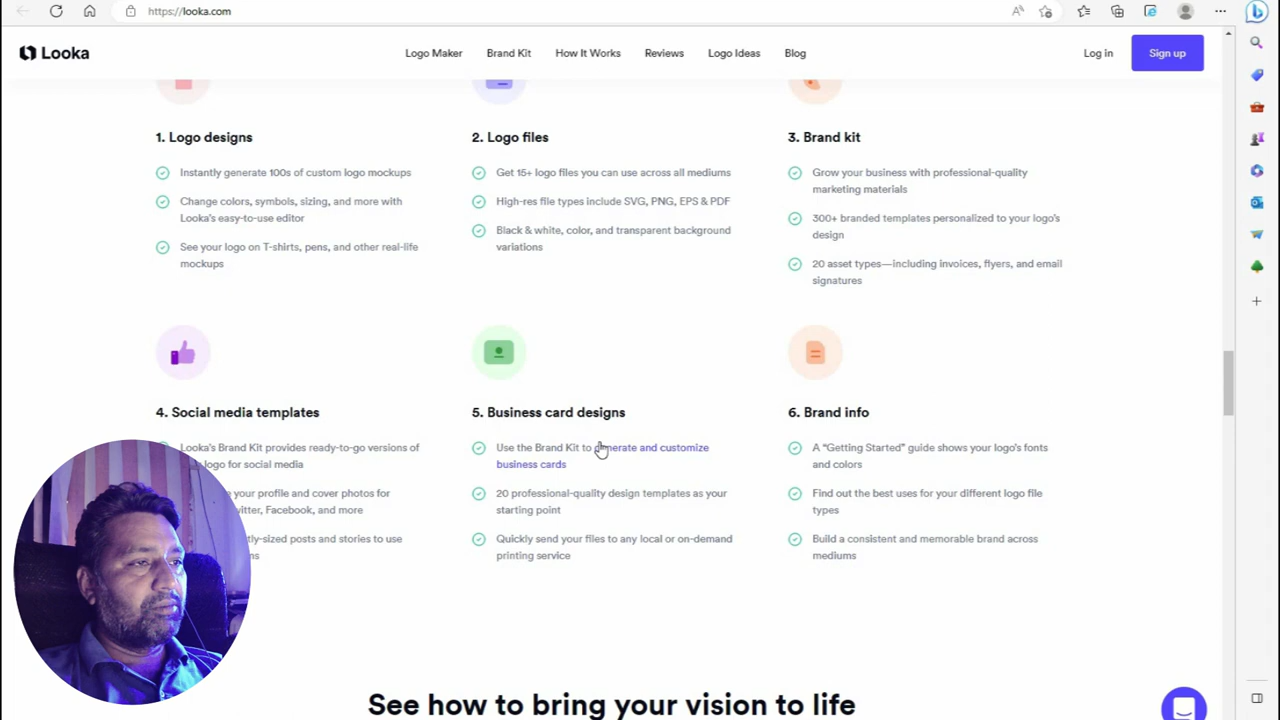 https://looka.com
Looka
Logo Maker
Brand Kit
How It Works
Reviews
Logo Ideas
Blog
Log in
Sign up
1. Logo designs
Instantly generate 100s of custom logo mockups
Change colors, symbols, sizing, and more with
Looka's easy-to-use editor
See your logo on T-shirts, pens, and other real-life
mockups
2. Logo files
Get 15+ logo files you can use across all mediums
High-res file types include SVG, PNG, EPS & PDF
Black & white, color, and transparent background
variations
3. Brand kit
Grow your business with professional-quality
marketing materials
300+ branded templates personalized to your logo's
design
20 asset types—including invoices, flyers, and email
signatures
4. Social media templates
Looka's Brand Kit provides ready-to-go versions of
logo for social media
your profile and cover photos for
Facebook, and more
posts and stories to use
5. Business card designs
Use the Brand Kit to generate and customize
business cards
20 professional-quality design templates as your
starting point
Quickly send your files to any local or on-demand
printing service
6. Brand info
A "Getting Started" guide shows your logo's fonts
and colors
Find out the best uses for your different logo file
types
Build a consistent and memorable brand across
mediums
See how to bring your vision to life